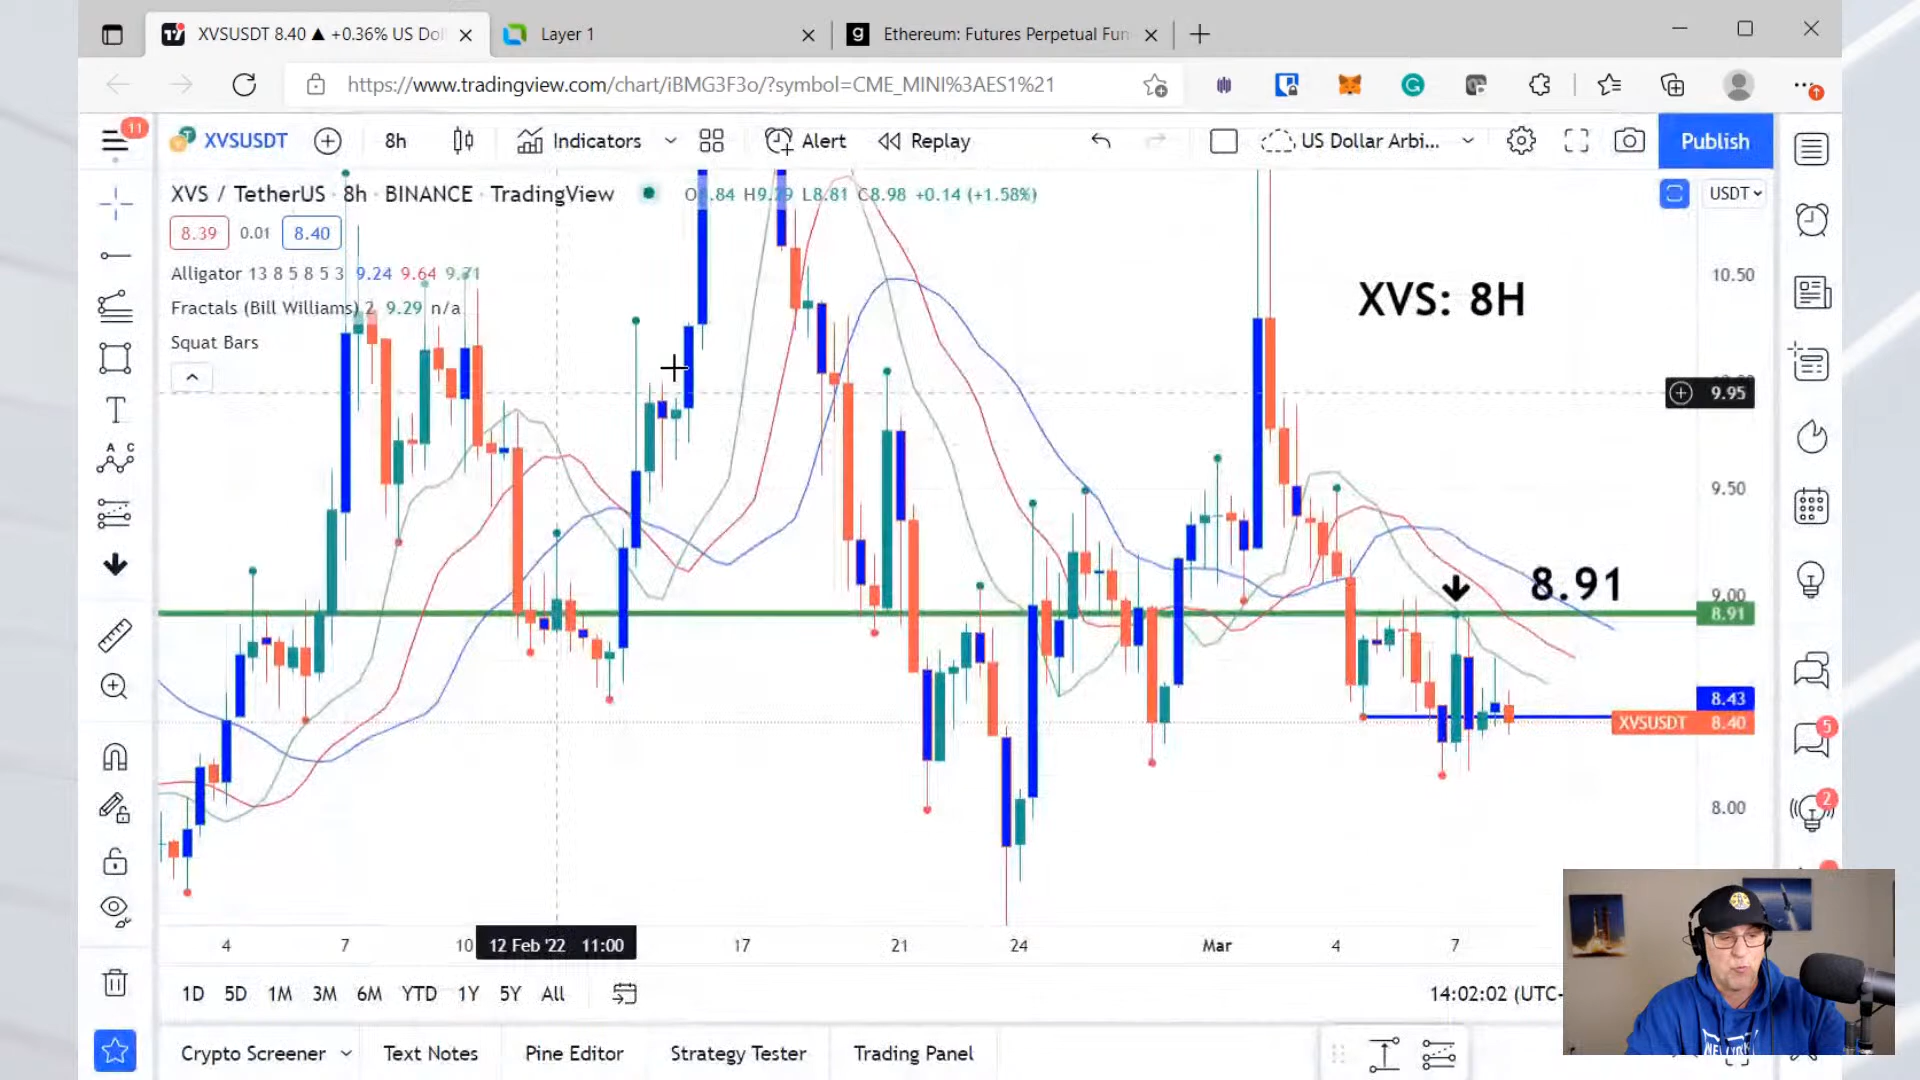 XVSUSDT 8.40 ▲ +0.36% US Dol
Layer 1
Ethereum: Futures Perpetual Fun
https://www.tradingview.com/chart/iBMG3F3o/?symbol=CME_MINI%3AES1%21
11
XVSUSDT
8h
Indicators
Alert
Replay
US Dollar Arbi...
Publish
XVS / TetherUS · 8h · BINANCE · TradingView
H9.29 L8.81 C8.98 +0.14 (+1.58%)
USDT
8.39
0.01
8.40
Alligator 13 8 5 8 5 3 9.24 9.64 9.71
Fractals (Bill Williams) 2 9.29 n/a
Squat Bars
XVS: 8H
10.50
9.95
9.50
8.91
9.00
8.91
8.43
XVSUSDT 8.40
8.00
5
2
4
7
10
12 Feb '22 11:00
17
21
24
Mar
4
7
1D
5D
1M
3M
6M
YTD
1Y
5Y
All
14:02:02 (UTC-
Crypto Screener
Text Notes
Pine Editor
Strategy Tester
Trading Panel